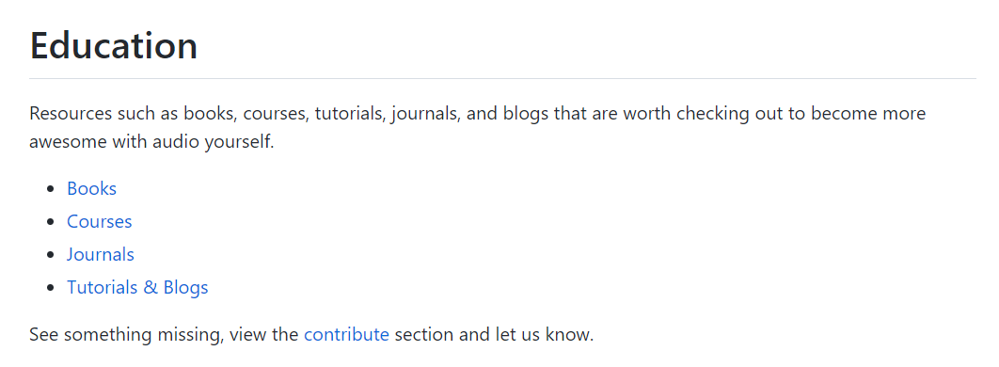 Education
Resources such as books, courses, tutorials, journals, and blogs that are worth checking out to become more
awesome with audio yourself.
Books
Courses
Journals
Tutorials & Blogs
See something missing, view the contribute section and let us know.